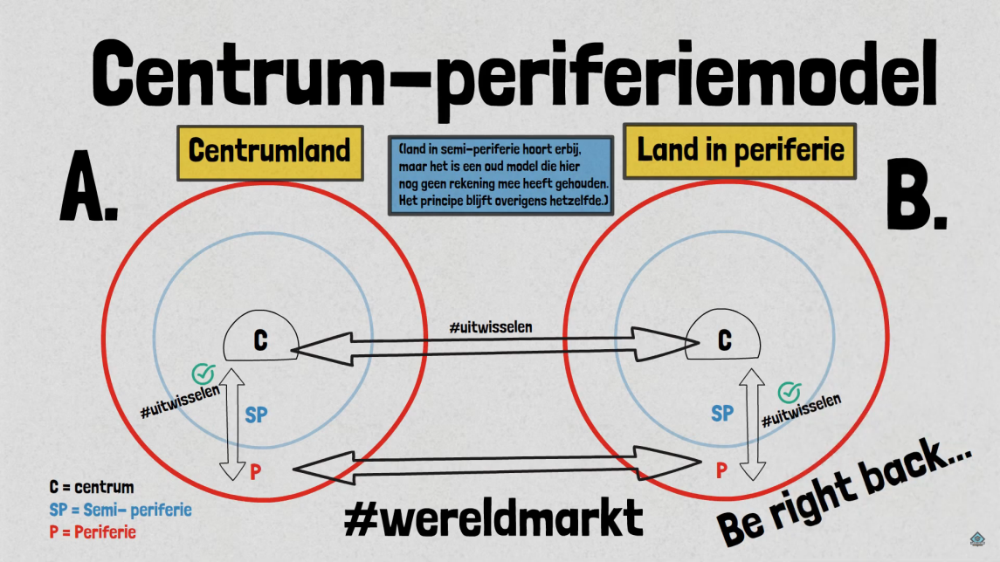 Centrum-periferiemodel
A.
Centrumland
(land in semi-periferie hoort erbij,
maar het is een oud model die hier
nog geen rekening mee heeft gehouden.
Het principe blijft overigens hetzelfde.)
Land in periferie
B.
C
#uitwisselen
C
#uitwisselen
SP
SP
#uitwisselen
P
P
C = centrum
SP = Semi- periferie
P = Periferie
#wereldmarkt
Be right back...